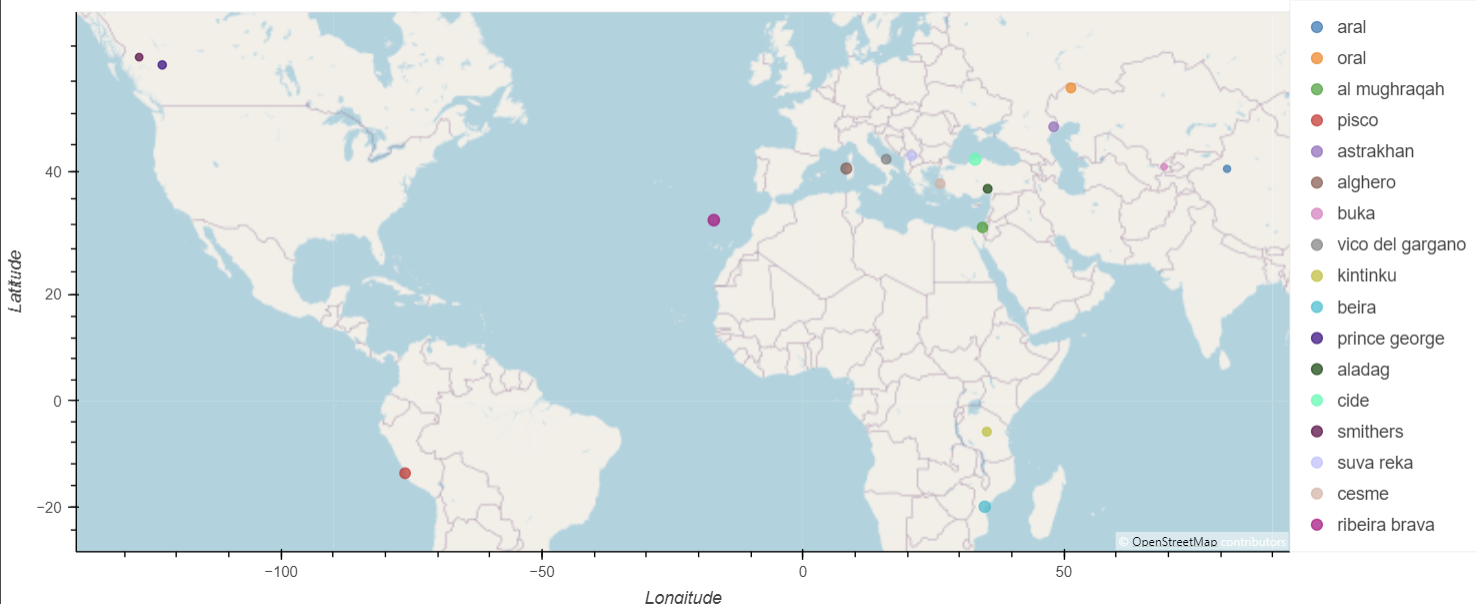 aral
oral
al mughraqah
pisco
astrakhan
alghero
buka
vico del gargano
kintinku
beira
prince george
aladag
cide
smithers
suva reka
cesme
ribeira brava
40
20
0
−20
Latitude
© OpenStreetMap contributors
−100
−50
0
50
Longitude